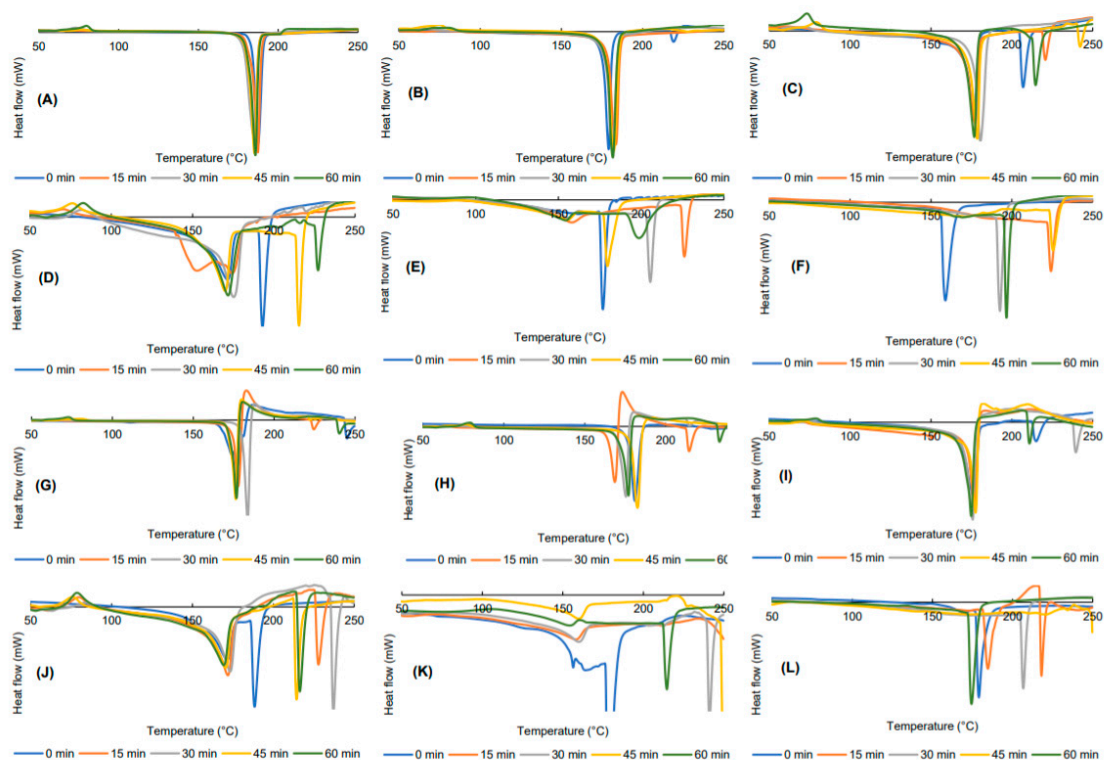 50 100 150 200 250
Heat flow (mW)
(A)
Temperature (°C)
0 min 15 min 30 min 45 min 60 min
50 100 150 200 250
Heat flow (mW)
(B)
Temperature (°C)
0 min 15 min 30 min 45 min 60 min
50 100 150 200 250
Heat flow (mW)
(C)
Temperature (°C)
0 min 15 min 30 min 45 min 60 min
50 100 150 200 250
Heat flow (mW)
(D)
Temperature (°C)
0 min 15 min 30 min 45 min 60 min
50 100 150 200 250
Heat flow (mW)
(E)
Temperature (°C)
0 min 15 min 30 min 45 min 60 min
50 100 150 200 250
Heat flow (mW)
(F)
Temperature (°C)
0 min 15 min 30 min 45 min 60 min
50 100 150 200 250
Heat flow (mW)
(G)
Temperature (°C)
0 min 15 min 30 min 45 min 60 min
50 100 150 200 250
Heat flow (mW)
(H)
Temperature (°C)
0 min 15 min 30 min 45 min 60
50 100 150 200 250
Heat flow (mW)
(I)
Temperature (°C)
0 min 15 min 30 min 45 min 60 min
50 100 150 200 250
Heat flow (mW)
(J)
Temperature (°C)
0 min 15 min 30 min 45 min 60 min
50 100 150 200 250
Heat flow (mW)
(K)
Temperature (°C)
0 min 15 min 30 min 45 min 60 min
50 100 150 200 250
Heat flow (mW)
(L)
Temperature (°C)
0 min 15 min 30 min 45 min 60 min